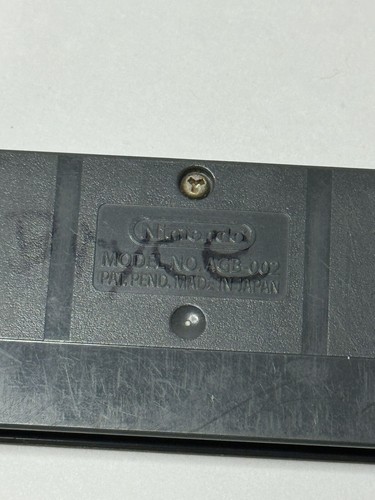 Nintendo
MODEL NO. AGB-002
PAT. PEND. MADE IN JAPAN